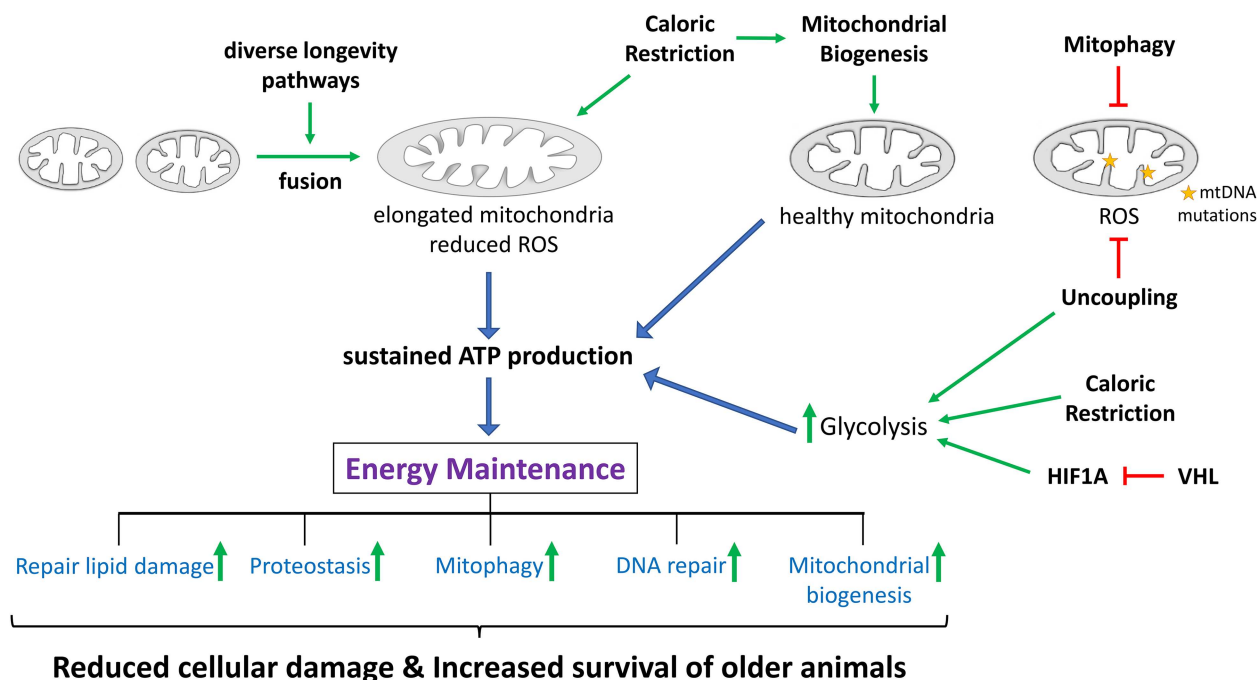 diverse longevity
pathways
fusion
Caloric
Restriction
Mitochondrial
Biogenesis
Mitophagy
elongated mitochondria
reduced ROS
healthy mitochondria
ROS
mtDNA
mutations
Uncoupling
sustained ATP production
Caloric
Restriction
Glycolysis
HIF1A
VHL
Energy Maintenance
Repair lipid damage
Proteostasis
Mitophagy
DNA repair
Mitochondrial
biogenesis
Reduced cellular damage & Increased survival of older animals